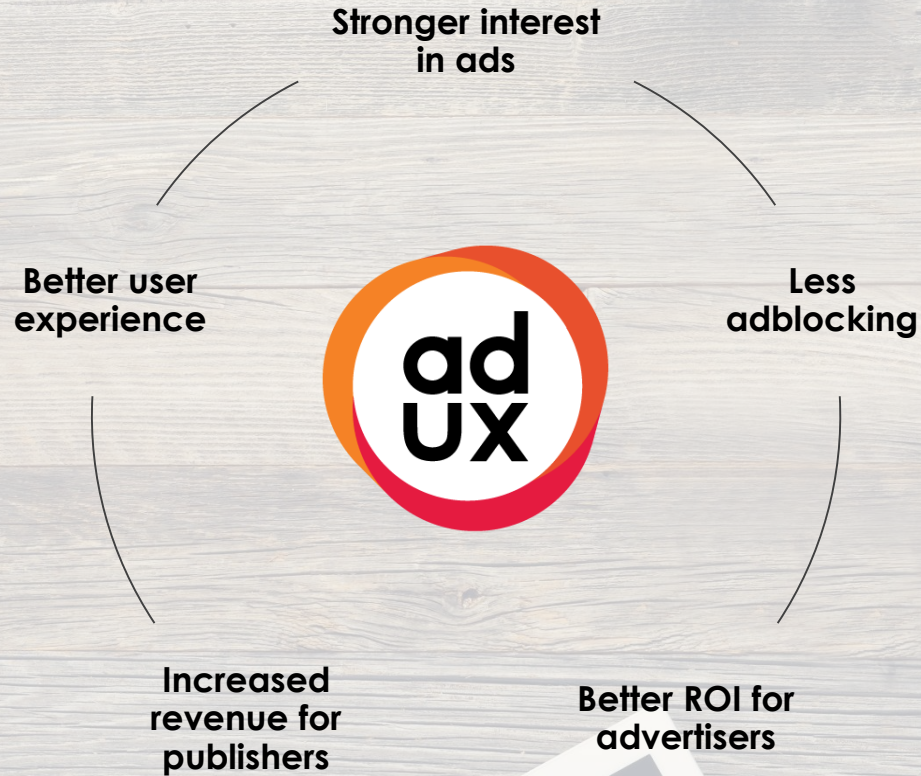 Stronger interest
in ads
Better user
experience
Less
adblocking
ad
ux
Increased
revenue for
publishers
Better ROI for
advertisers